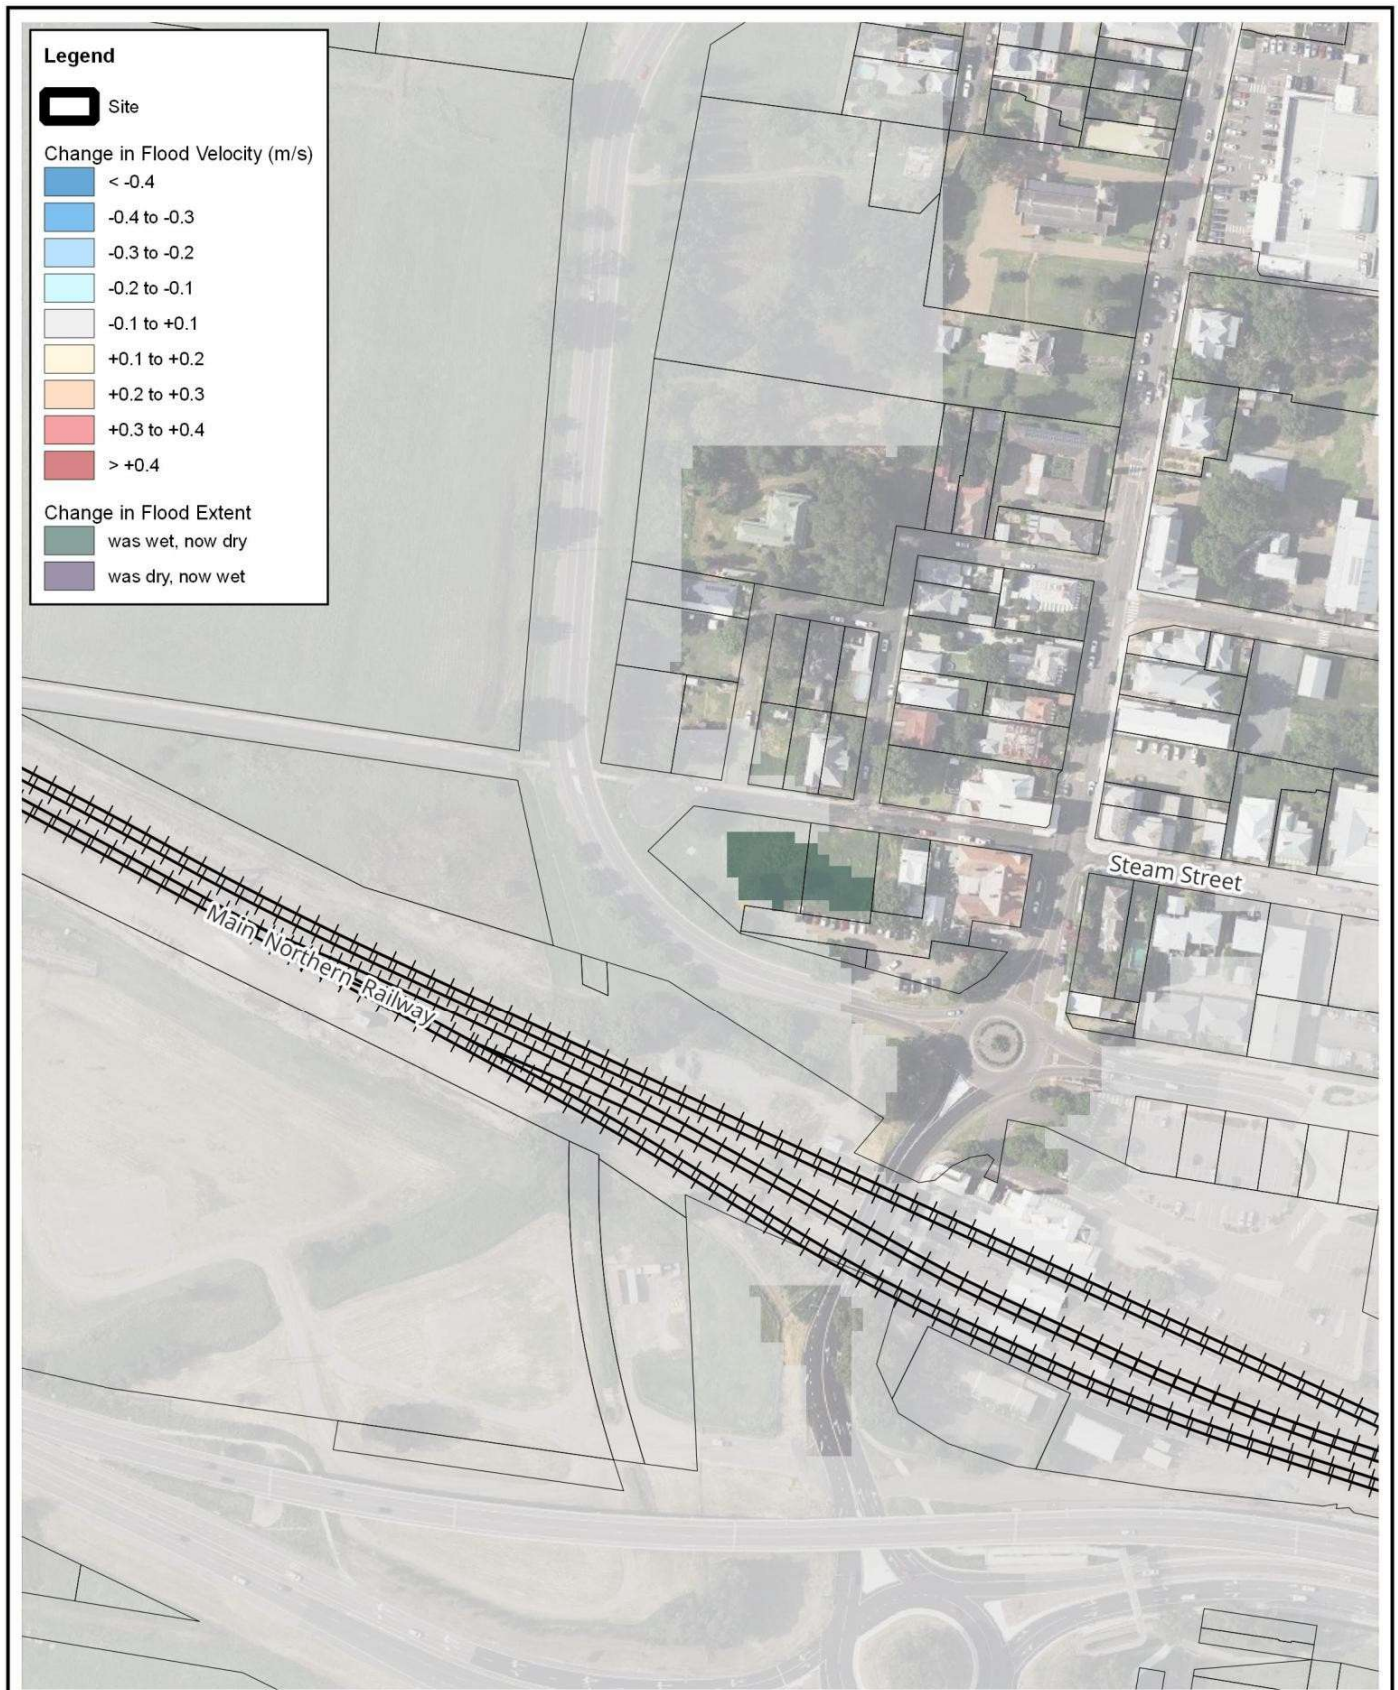 Legend
Site
Change in Flood Velocity (m/s)
< -0.4
-0.4 to -0.3
-0.3 to -0.2
-0.2 to -0.1
-0.1 to +0.1
+0.1 to +0.2
+0.2 to +0.3
+0.3 to +0.4
> +0.4
Change in Flood Extent
was wet, now dry
was dry, now wet
Steam Street
Main Northern Railway